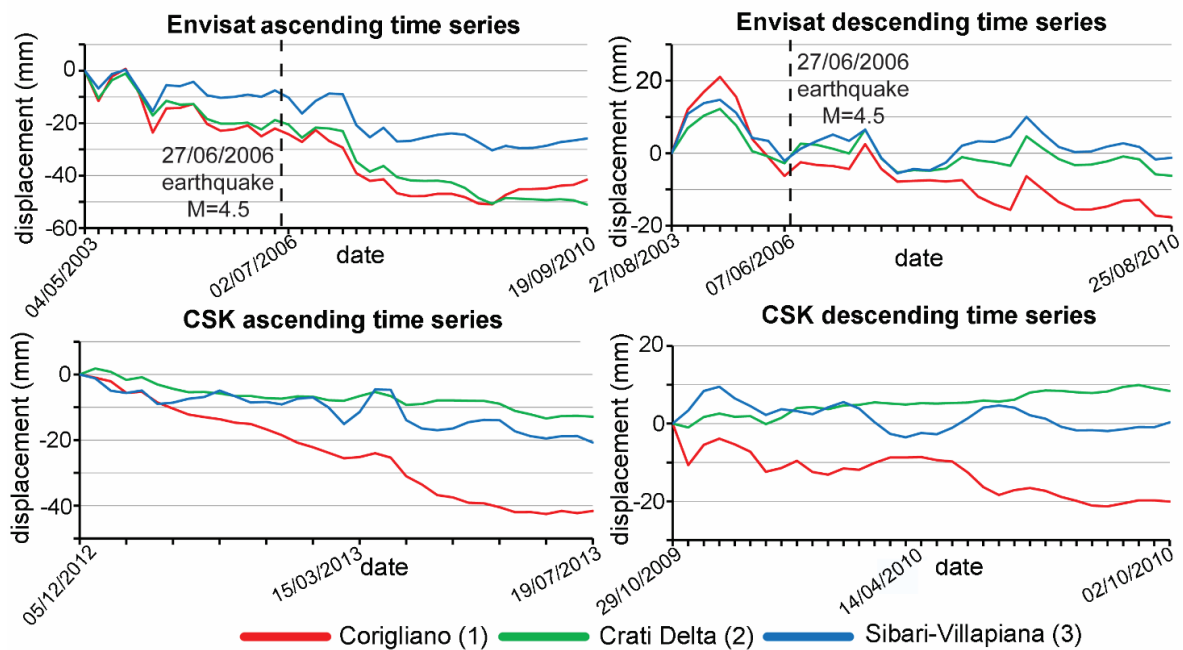 Envisat ascending time series
displacement (mm)
0
-20
-40
-60
27/06/2006
earthquake
M=4.5
04/05/2003
02/07/2006
19/09/2010
date
Envisat descending time series
displacement (mm)
20
0
-20
27/06/2006
earthquake
M=4.5
27/08/2003
07/06/2006
25/08/2010
date
CSK ascending time series
displacement (mm)
0
-20
-40
05/12/2012
15/03/2013
19/07/2013
date
CSK descending time series
displacement (mm)
20
0
-20
29/10/2009
14/04/2010
02/10/2010
date
Corigliano (1)
Crati Delta (2)
Sibari-Villapiana (3)